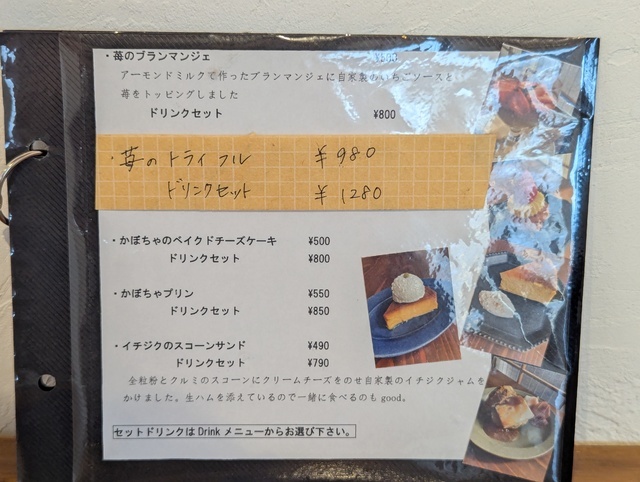 ・苺のブランマンジェ ¥500
アーモンドミルクで作ったブランマンジェに自家製のいちごソースと
苺をトッピングしました
ドリンクセット ¥800
・苺のトライフル ¥980
ドリンクセット ¥1280
・かぼちゃのベイクドチーズケーキ ¥500
ドリンクセット ¥800
・かぼちゃプリン ¥550
ドリンクセット ¥850
・イチジクのスコーンサンド ¥490
ドリンクセット ¥790
全粒粉とクルミのスコーンにクリームチーズをのせ自家製のイチジクジャムを
かけました。生ハムを添えているので一緒に食べるのも good。
セットドリンクは Drink メニューからお選び下さい。